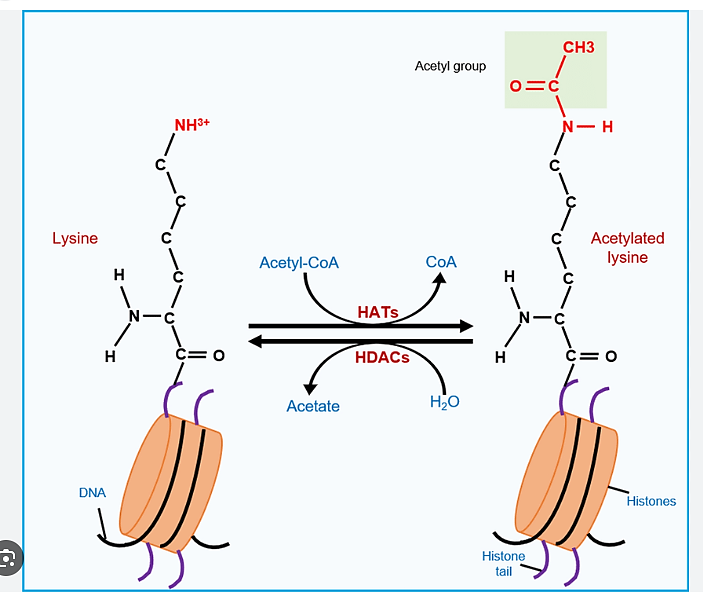 CH3
Acetyl group
O=C
NH3+
N—H
C
C
C
C
Lysine
C
C
Acetylated
lysine
C
C
H
Acetyl-CoA
CoA
H
C
C
HATs
N—C
N—C
HDACs
H
C=O
H
C=O
Acetate
H2O
DNA
Histones
Histone
tail